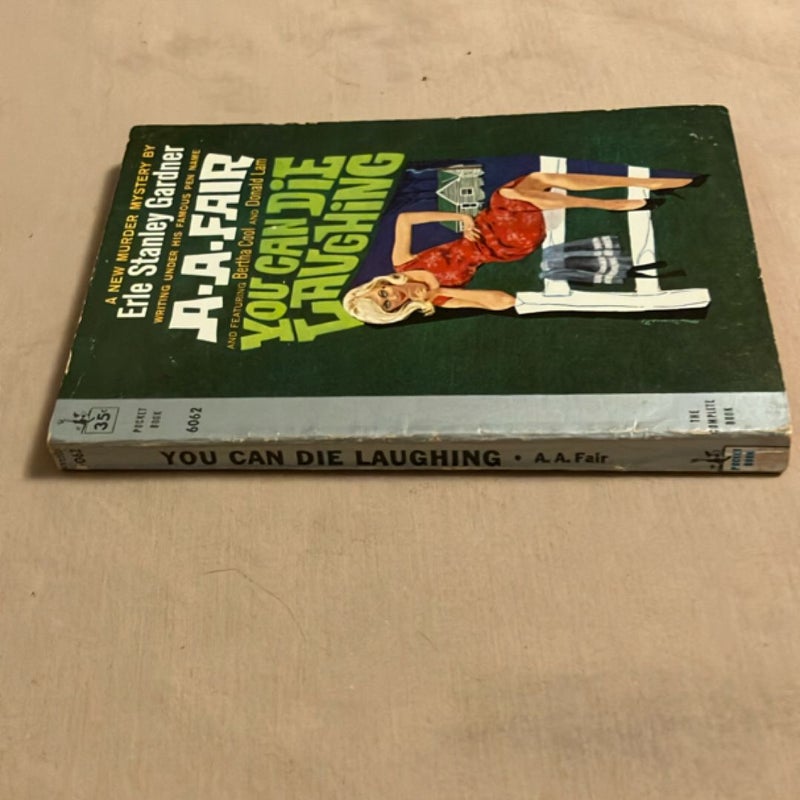 A NEW MURDER MYSTERY BY
Erle Stanley Gardner
WRITING UNDER HIS FAMOUS PEN NAME
A·A·FAIR
AND FEATURING Bertha Cool AND Donald Lam
YOU CAN DiE
LAUGHiNG
35¢
POCKET
BOOK
6062
THE
COMPLETE
BOOK
YOU CAN DIE LAUGHING • A. A. Fair
POCKET
BOOK